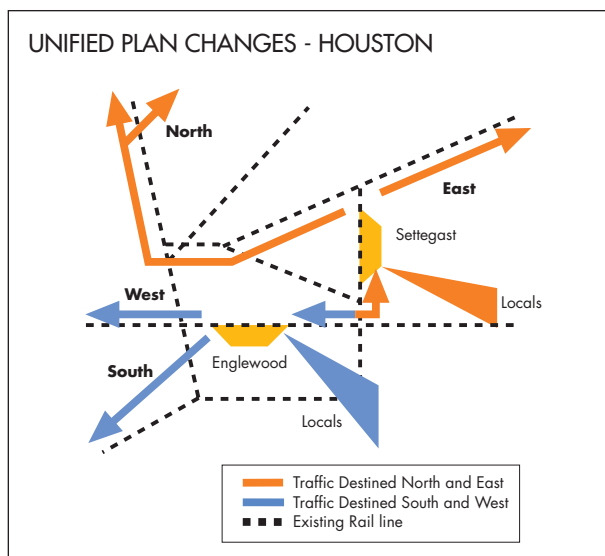 UNIFIED PLAN CHANGES - HOUSTON
North
East
Settegast
Locals
West
South
Englewood
Locals
Traffic Destined North and East
Traffic Destined South and West
Existing Rail line